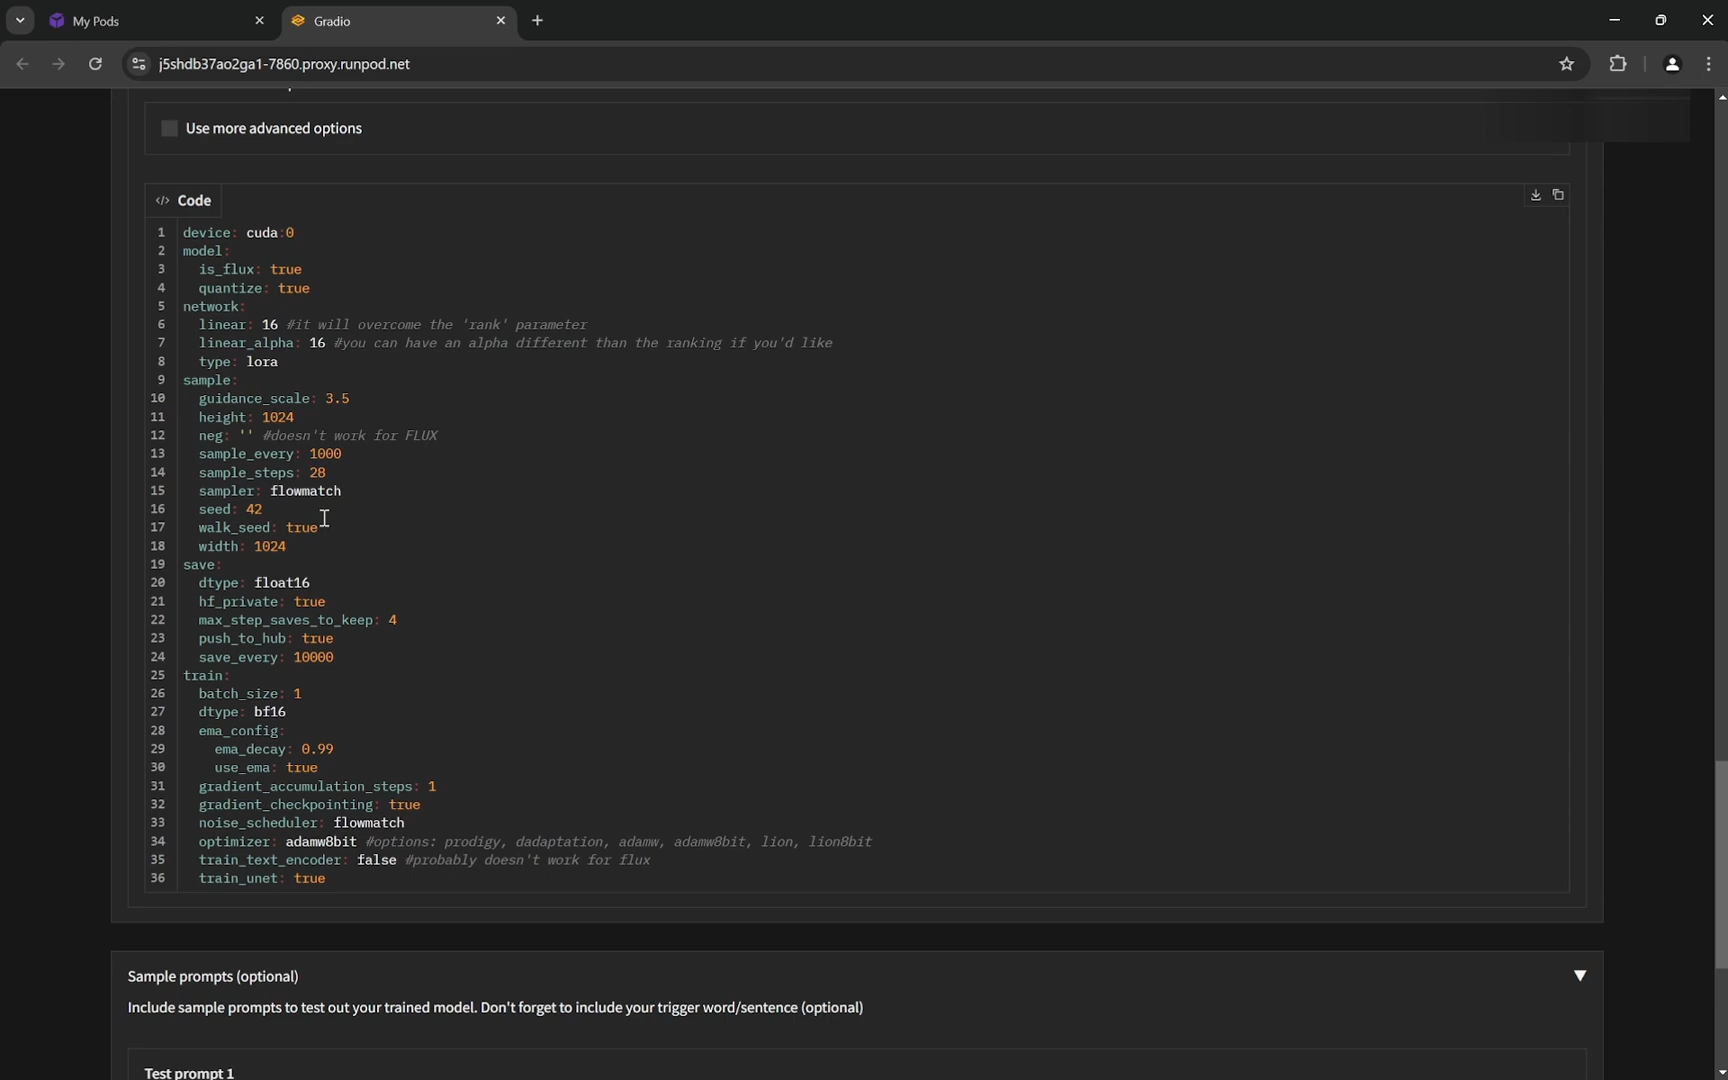 My Pods
Gradio
j5shdb37ao2ga1-7860.proxy.runpod.net
Use more advanced options
Code
1 device: cuda:0
2 model:
3 is_flux: true
4 quantize: true
5 network:
6 linear: 16 #it will overcome the 'rank' parameter
7 linear_alpha: 16 #you can have an alpha different than the ranking if you'd like
8 type: lora
9 sample:
10 guidance_scale: 3.5
11 height: 1024
12 neg: '' #doesn't work for FLUX
13 sample_every: 1000
14 sample_steps: 28
15 sampler: flowmatch
16 seed: 42
17 walk_seed: true
18 width: 1024
19 save:
20 dtype: float16
21 hf_private: true
22 max_step_saves_to_keep: 4
23 push_to_hub: true
24 save_every: 10000
25 train:
26 batch_size: 1
27 dtype: bf16
28 ema_config:
29 ema_decay: 0.99
30 use_ema: true
31 gradient_accumulation_steps: 1
32 gradient_checkpointing: true
33 noise_scheduler: flowmatch
34 optimizer: adamw8bit #options: prodigy, dadaptation, adamw, adamw8bit, lion, lion8bit
35 train_text_encoder: false #probably doesn't work for flux
36 train_unet: true
Sample prompts (optional)
Include sample prompts to test out your trained model. Don't forget to include your trigger word/sentence (optional)
Test prompt 1